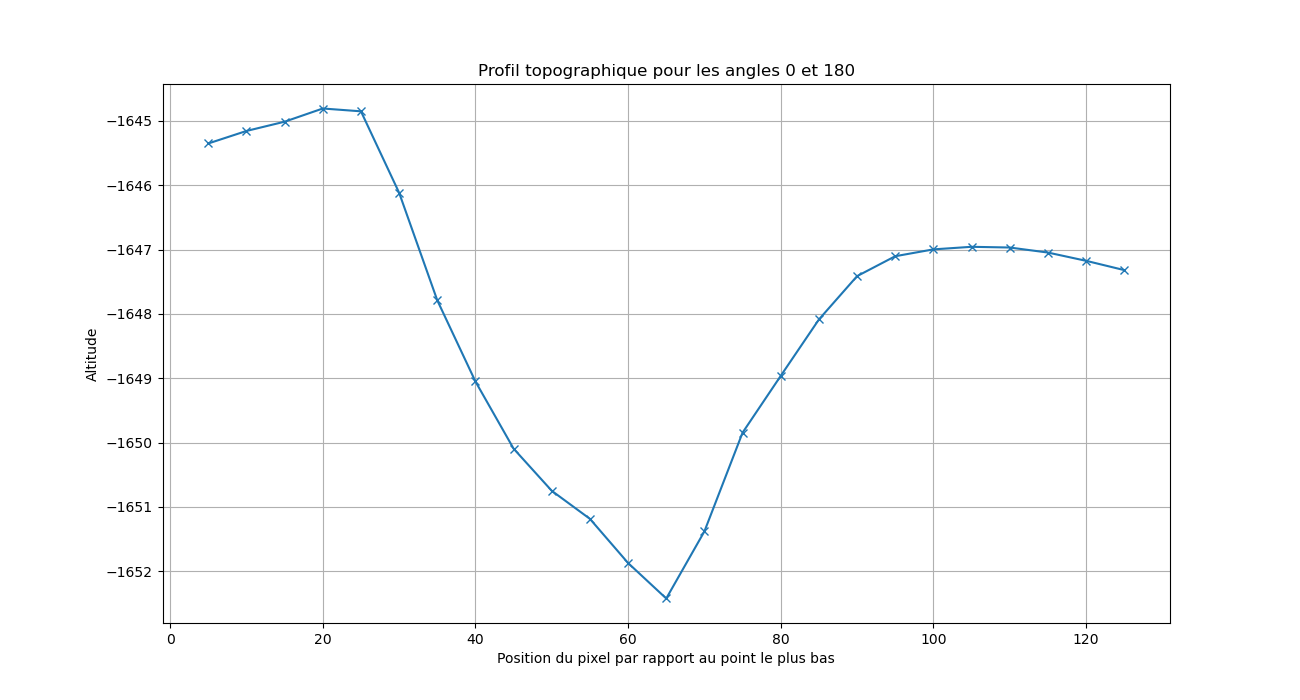 Profil topographique pour les angles 0 et 180
Altitude
−1645
−1646
−1647
−1648
−1649
−1650
−1651
−1652
0 20 40 60 80 100 120
Position du pixel par rapport au point le plus bas